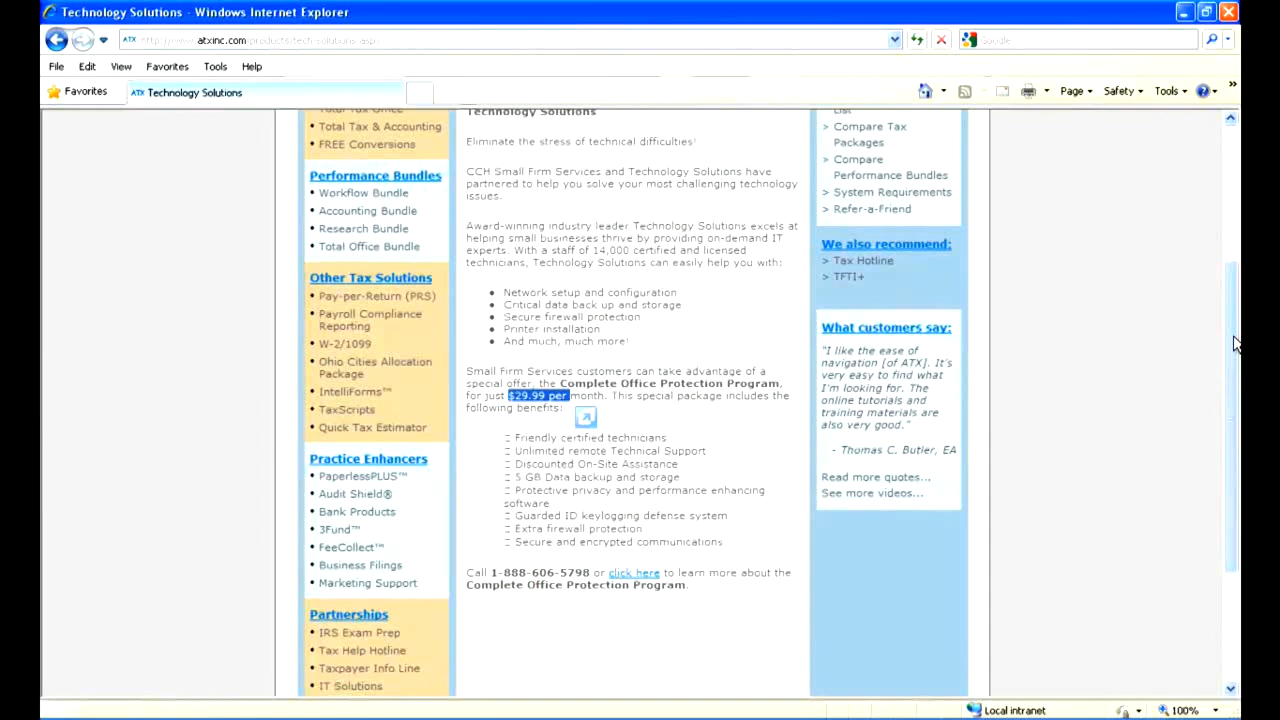 Technology Solutions - Windows Internet Explorer
ATX http://www.atxinc.com/products/tech-solutions.asp
Google
File Edit View Favorites Tools Help
Favorites
ATX Technology Solutions
Page Safety Tools
Total Tax Office
• Total Tax & Accounting
• FREE Conversions
Performance Bundles
• Workflow Bundle
• Accounting Bundle
• Research Bundle
• Total Office Bundle
Other Tax Solutions
• Pay-per-Return (PRS)
• Payroll Compliance
Reporting
• W-2/1099
• Ohio Cities Allocation
Package
• IntelliForms™
• TaxScripts
• Quick Tax Estimator
Practice Enhancers
• PaperlessPLUS™
• Audit Shield®
• Bank Products
• 3Fund™
• FeeCollect™
• Business Filings
• Marketing Support
Partnerships
• IRS Exam Prep
• Tax Help Hotline
• Taxpayer Info Line
• IT Solutions
Technology Solutions
Eliminate the stress of technical difficulties!
CCH Small Firm Services and Technology Solutions have
partnered to help you solve your most challenging technology
issues.
Award-winning industry leader Technology Solutions excels at
helping small businesses thrive by providing on-demand IT
experts. With a staff of 14,000 certified and licensed
technicians, Technology Solutions can easily help you with:
• Network setup and configuration
• Critical data back up and storage
• Secure firewall protection
• Printer installation
• And much, much more!
Small Firm Services customers can take advantage of a
special offer, the Complete Office Protection Program,
for just $29.99 per month. This special package includes the
following benefits:
Friendly certified technicians
Unlimited remote Technical Support
Discounted On-Site Assistance
5 GB Data backup and storage
Protective privacy and performance enhancing
software
Guarded ID keylogging defense system
Extra firewall protection
Secure and encrypted communications
Call 1-888-606-5798 or click here to learn more about the
Complete Office Protection Program.
List
> Compare Tax
Packages
> Compare
Performance Bundles
> System Requirements
> Refer-a-Friend
We also recommend:
> Tax Hotline
> TFTI+
What customers say:
"I like the ease of
navigation [of ATX]. It's
very easy to find what
I'm looking for. The
online tutorials and
training materials are
also very good."
- Thomas C. Butler, EA
Read more quotes...
See more videos...
Local intranet
100%